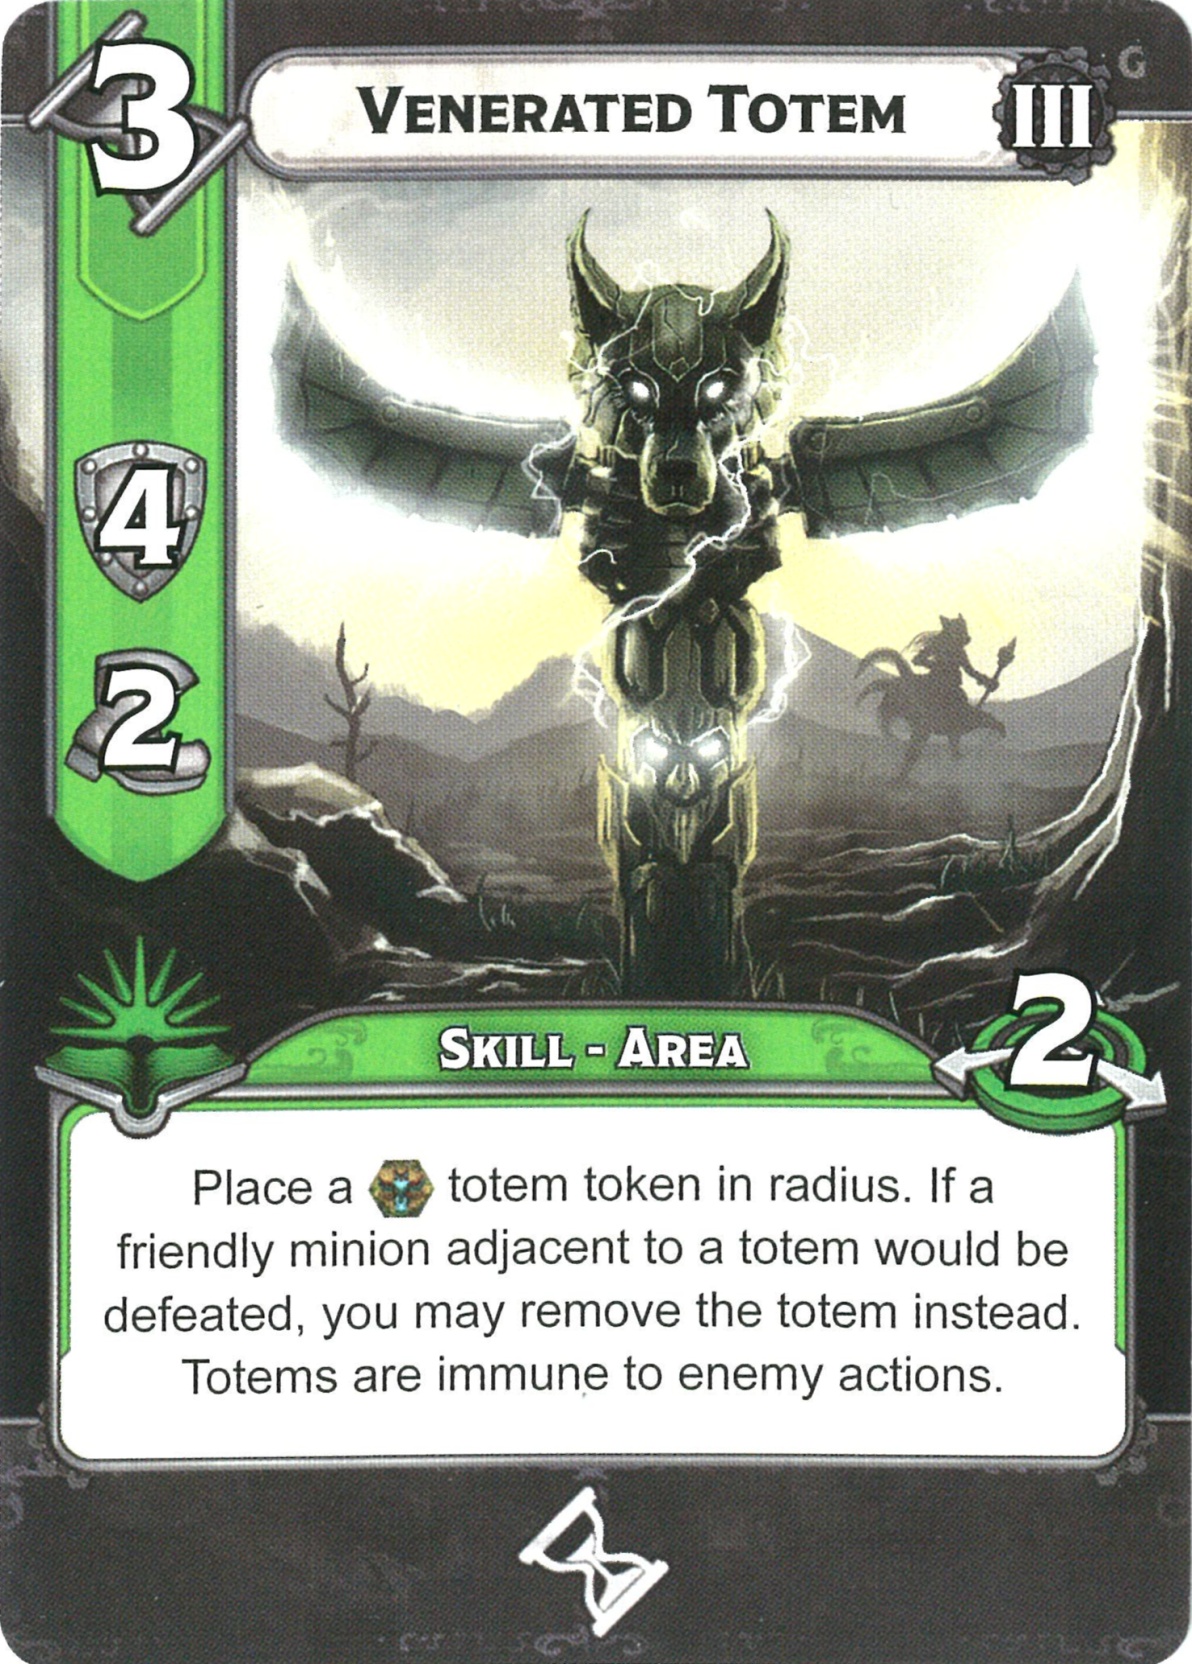 3
VENERATED TOTEM
III
G
4
2
SKILL - AREA
2
Place a totem token in radius. If a
friendly minion adjacent to a totem would be
defeated, you may remove the totem instead.
Totems are immune to enemy actions.